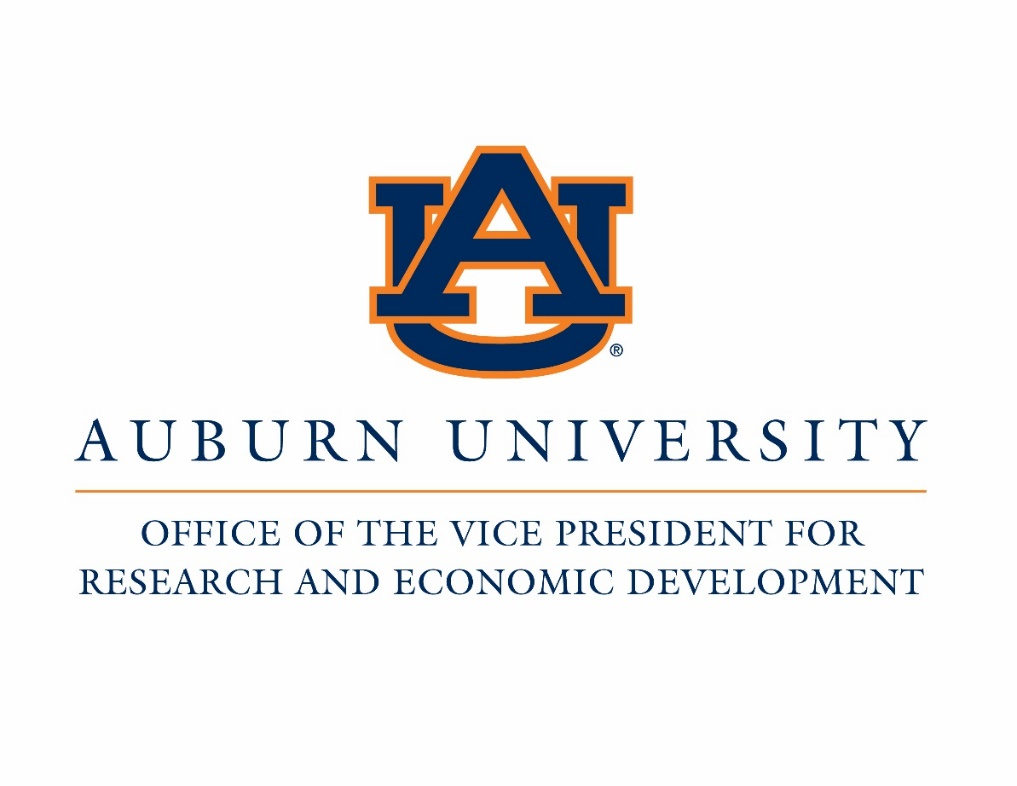 AU®
AUBURN UNIVERSITY
OFFICE OF THE VICE PRESIDENT FOR
RESEARCH AND ECONOMIC DEVELOPMENT